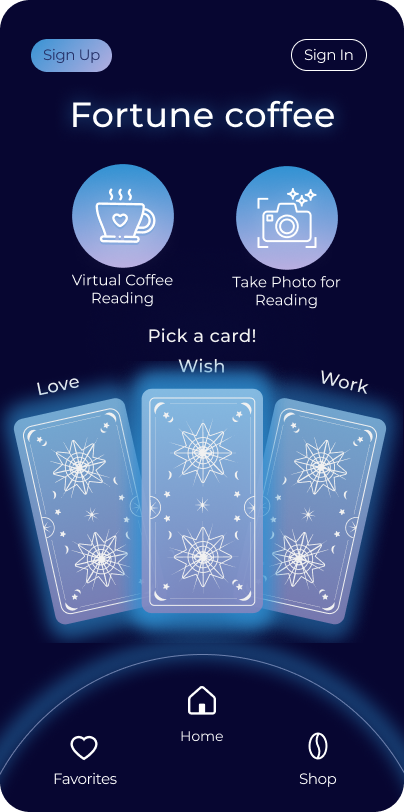 Sign Up
Sign In
Fortune coffee
Virtual Coffee
Reading
Take Photo for
Reading
Pick a card!
Love
Wish
Work
Home
Favorites
Shop